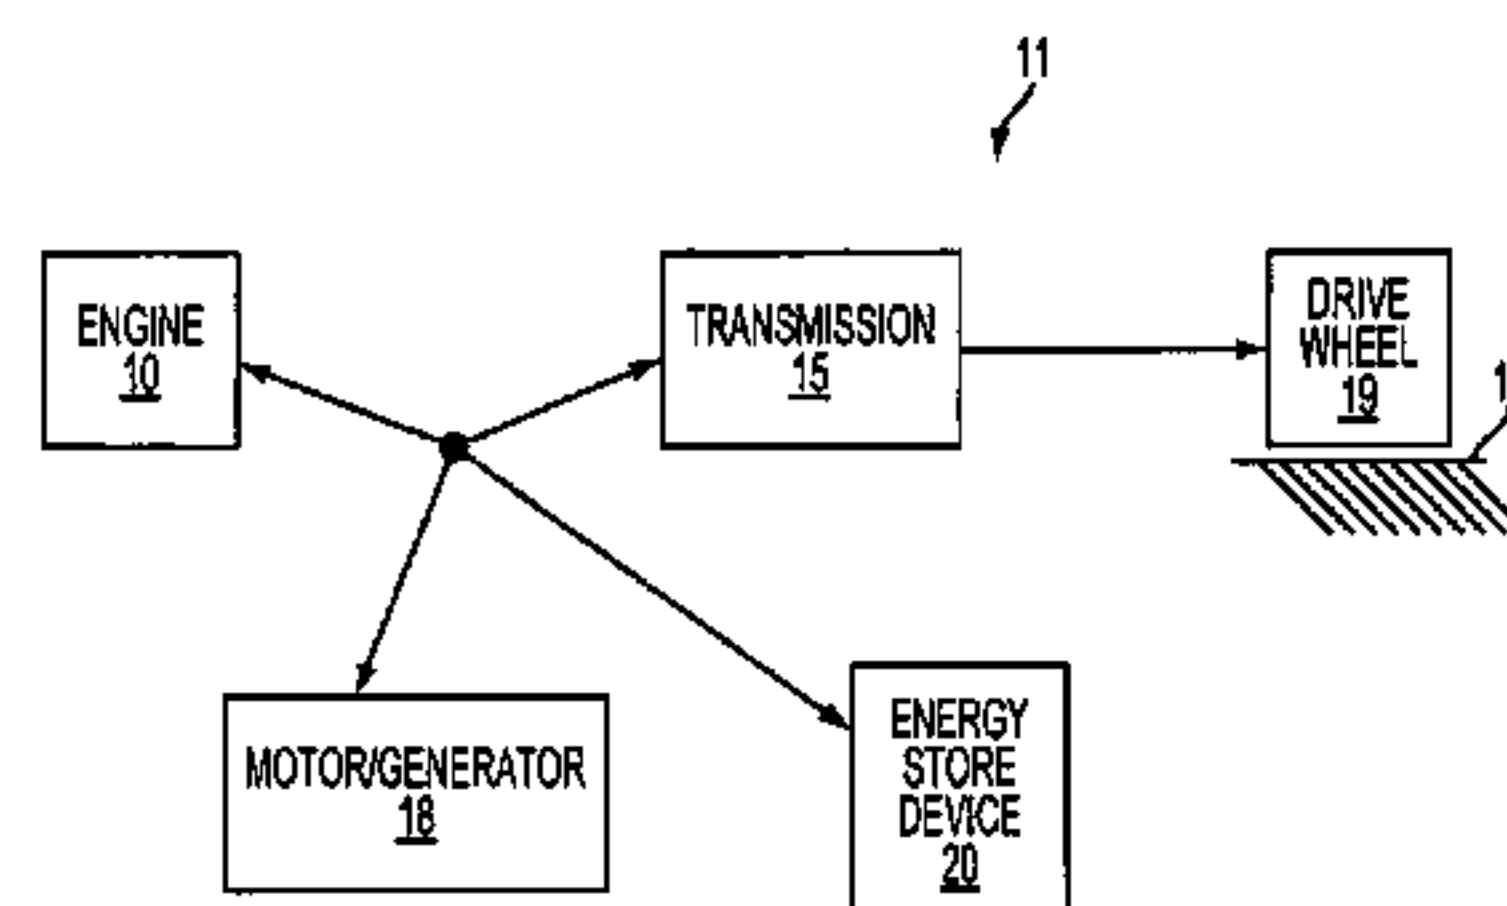 11
ENGINE
10
TRANSMISSION
15
DRIVE
WHEEL
19
MOTOR/GENERATOR
18
ENERGY
STORE
DEVICE
20